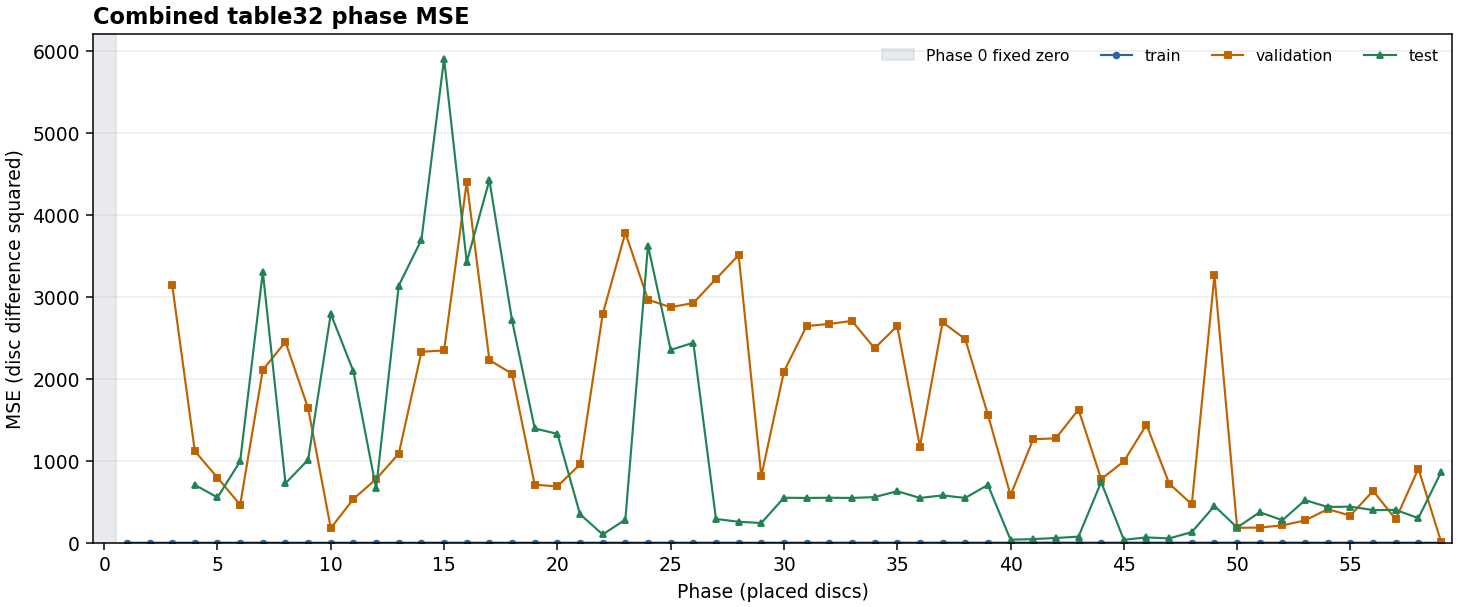 Combined table32 phase MSE
Phase 0 fixed zero train validation test
MSE (disc difference squared)
6000
5000
4000
3000
2000
1000
0
0 5 10 15 20 25 30 35 40 45 50 55
Phase (placed discs)